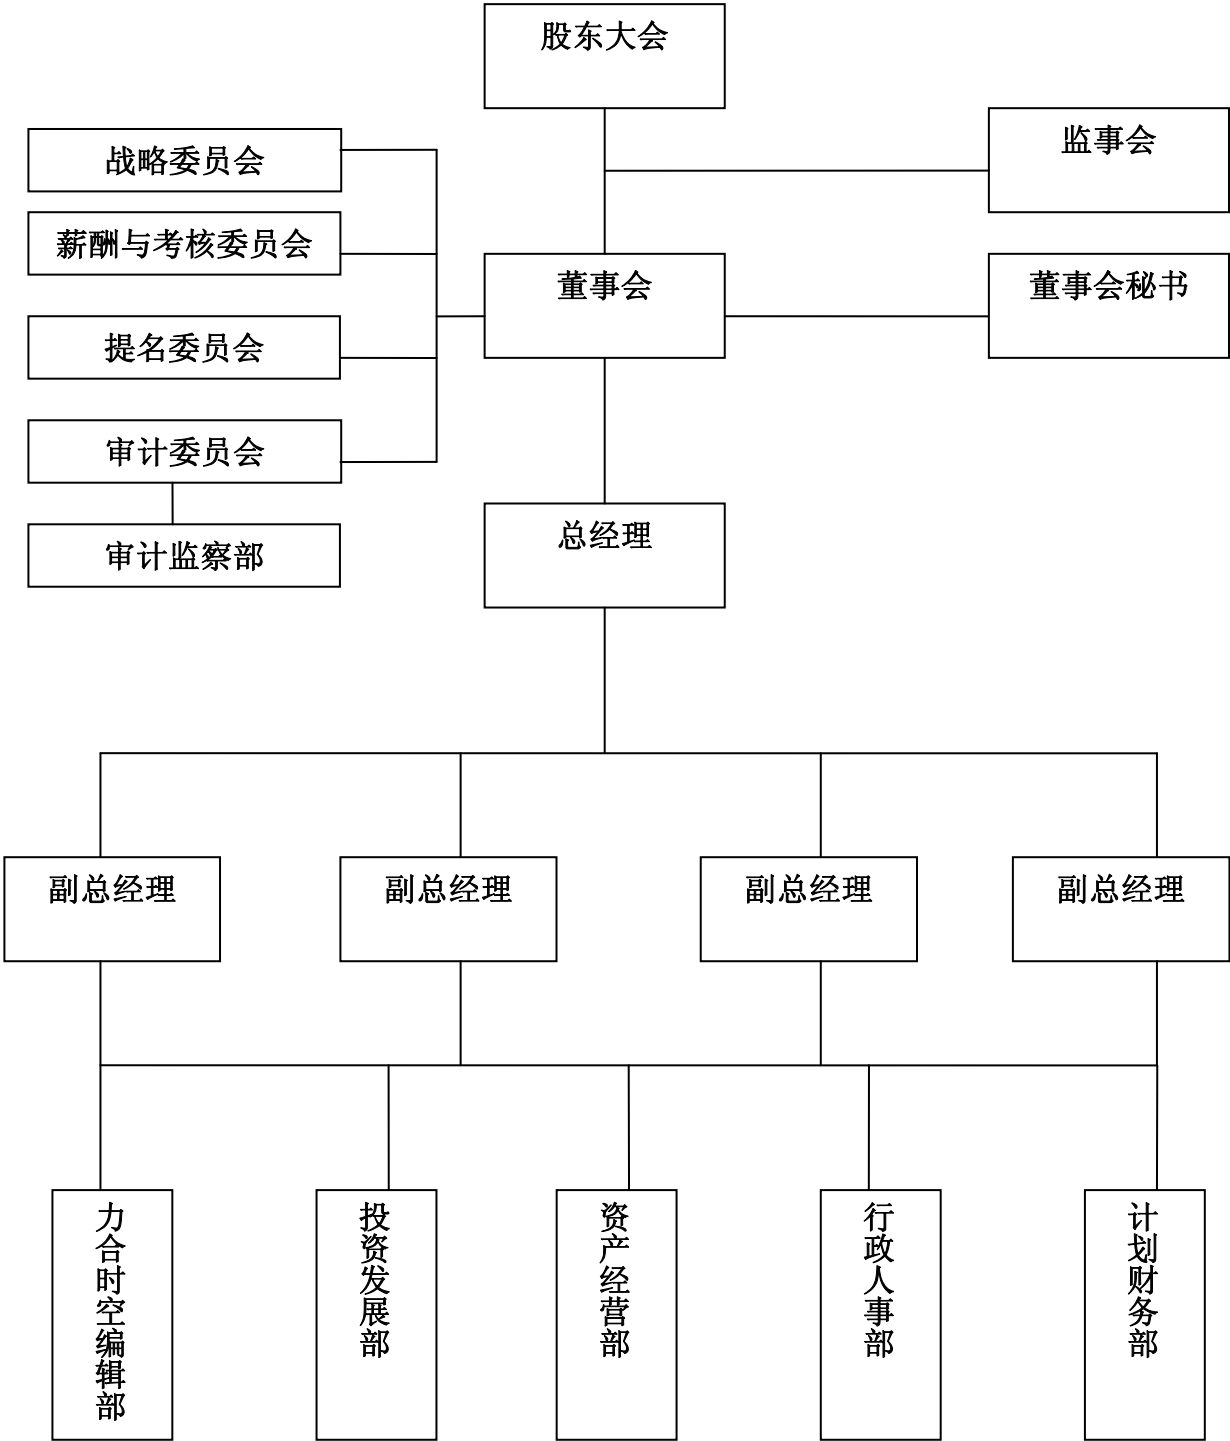 股东大会
监事会
战略委员会
薪酬与考核委员会
董事会
董事会秘书
提名委员会
审计委员会
审计监察部
总经理
副总经理
副总经理
副总经理
副总经理
力合时空编辑部
投资发展部
资产经营部
行政人事部
计划财务部